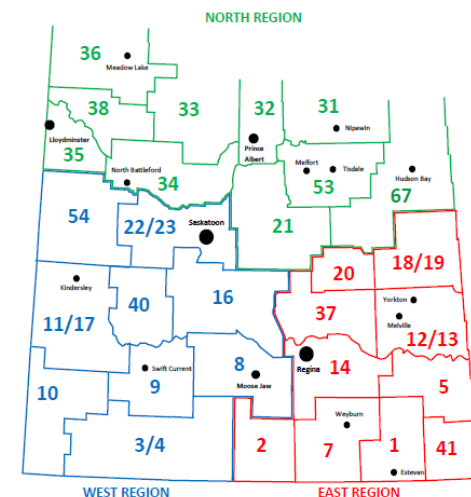 NORTH REGION
36
Meadow Lake
38
33
32
31
Lloydminster
Prince
Albert
Nipawin
35
North Battleford
34
Melfort
Tisdale
53
Hudson Bay
67
54
22/23
Saskatoon
21
20
18/19
Kindersley
40
16
37
Yorkton
Melville
11/17
12/13
Regina
10
Swift Current
9
8
Moose Jaw
14
5
Weyburn
3/4
2
7
1
41
Estevan
WEST REGION
EAST REGION